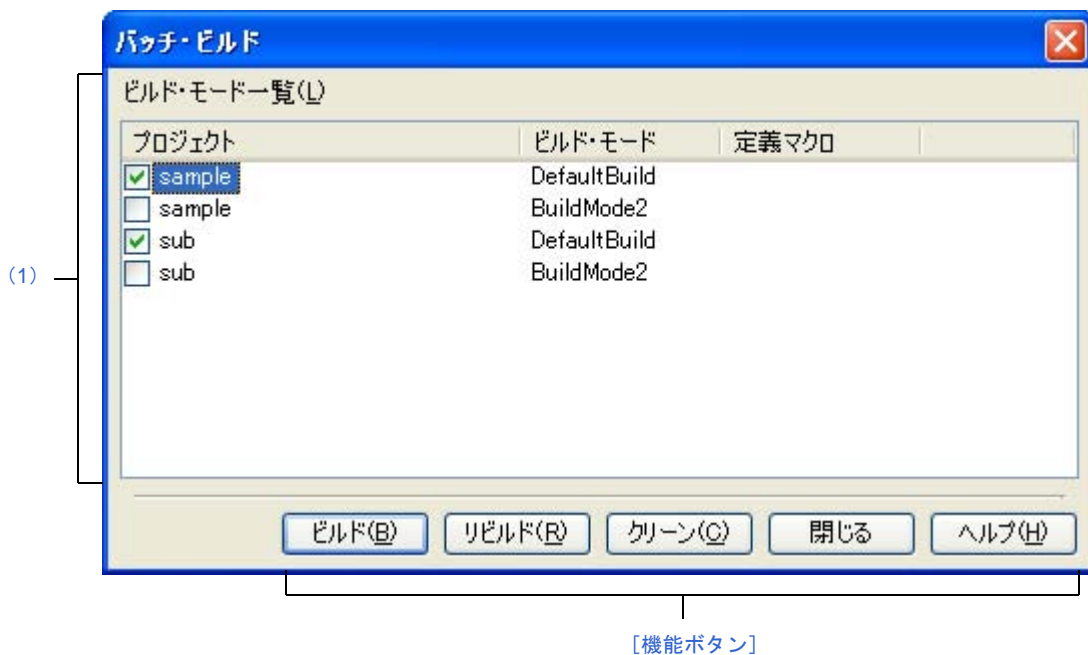 バッチ・ビルド
ビルド・モード一覧(L)
プロジェクト ビルド・モード 定義マクロ
sample DefaultBuild
sample BuildMode2
sub DefaultBuild
sub BuildMode2
(1)
ビルド(B) リビルド(R) クリーン(C) 閉じる ヘルプ(H)
[機能ボタン]